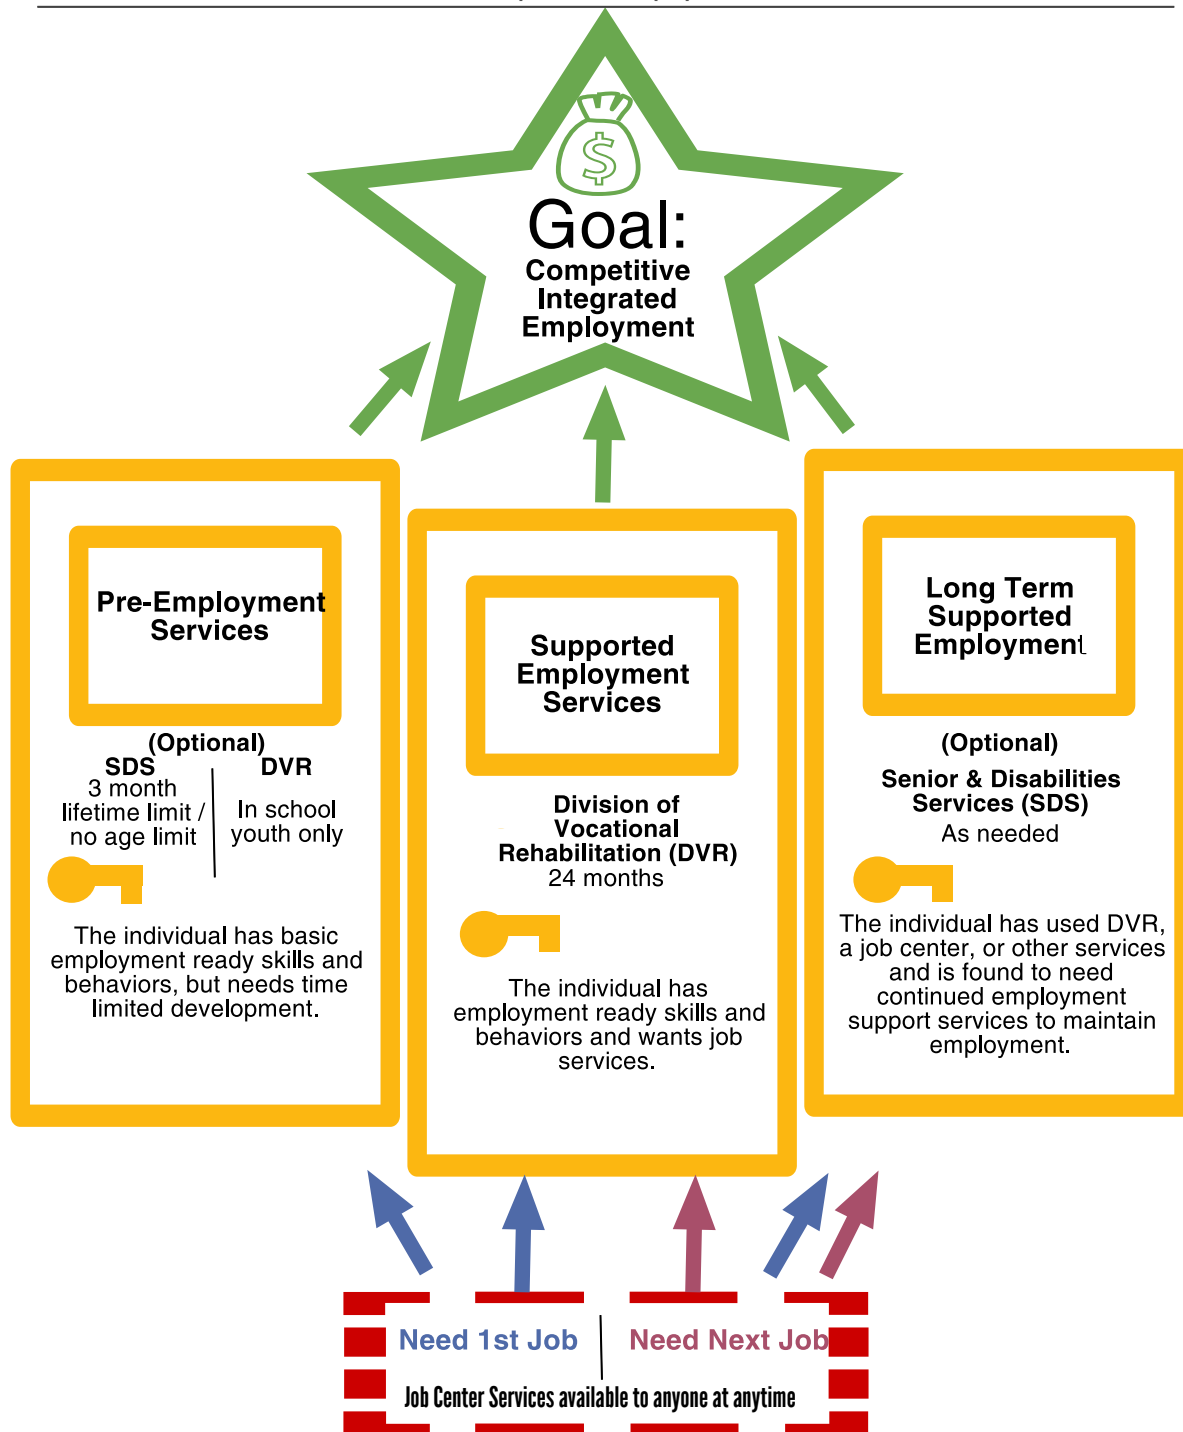 $
Goal:
Competitive
Integrated
Employment
Pre-Employment
Services
(Optional)
SDS
3 month
lifetime limit /
no age limit
DVR
In school
youth only
The individual has basic
employment ready skills and
behaviors, but needs time
limited development.
Supported
Employment
Services
Division of
Vocational
Rehabilitation (DVR)
24 months
The individual has
employment ready skills and
behaviors and wants job
services.
Long Term
Supported
Employment
(Optional)
Senior & Disabilities
Services (SDS)
As needed
The individual has used DVR,
a job center, or other services
and is found to need
continued employment
support services to maintain
employment.
Need 1st Job
Need Next Job
Job Center Services available to anyone at anytime